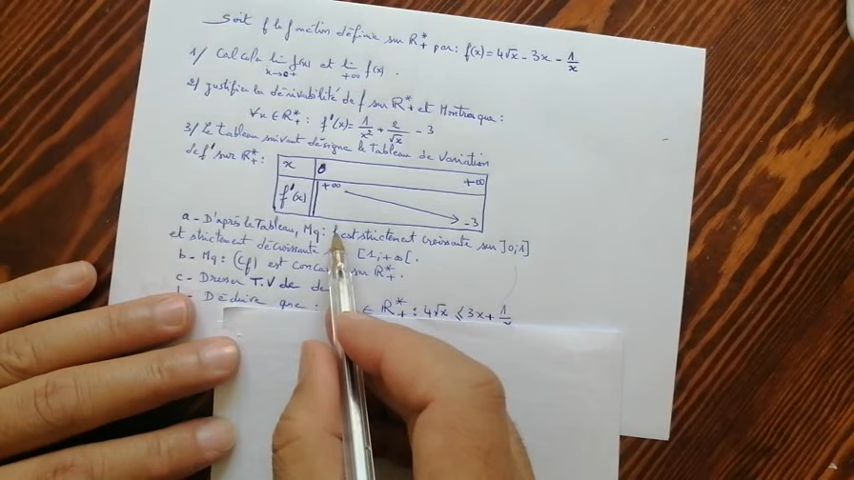 Soit f la fonction définie sur R*+ par: f(x) = 4√x - 3x - 1/x
1/ Calcule lim x→0+ f(x) et lim +∞ f(x).
2/ justifier la dérivabilité de f sur R*+ et Montrer que:
∀x ∈ R*+ : f'(x) = 1/x² + 2/√x - 3
3/ Le tableau suivant désigne le Tableau de Variation
de f' sur R*+:
x 0 +∞
f'(x) +∞ -3
a- D'après le Tableau, Mq: f est strictement croissante sur ]0;1]
et strictement décroissante [1;+∞[.
b- Mq: (Cf) est sur R*+.
c- Dresser T.V de
Déduire que : ∈ R*+ : 4√x ≤ 3x + 1/x